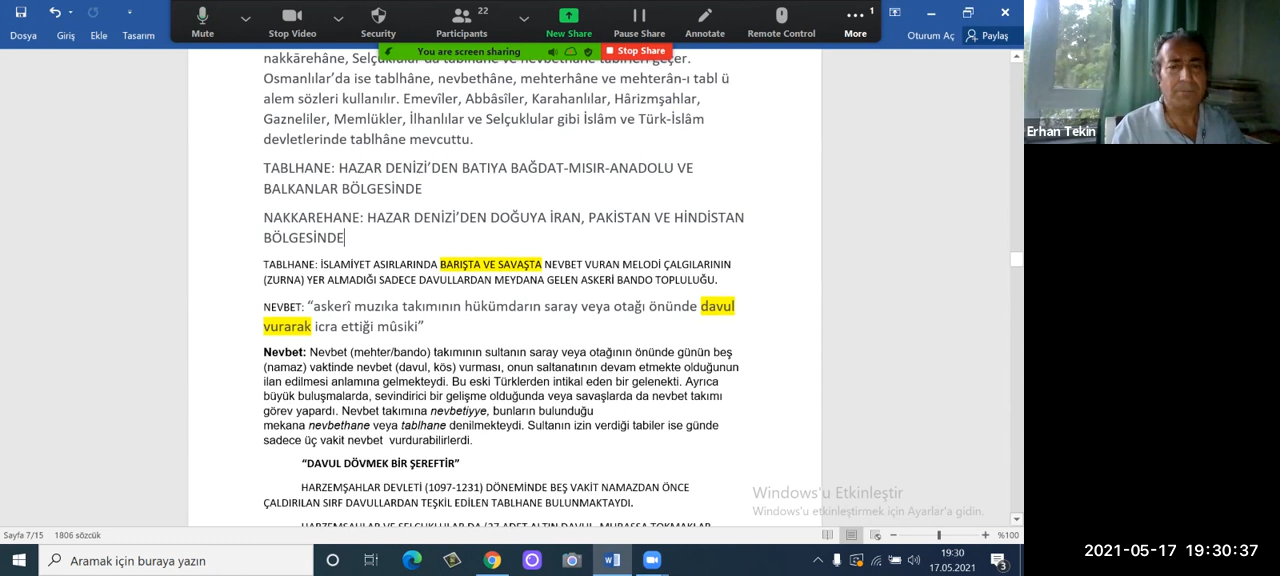 Mute
Stop Video
Security
22
Participants
New Share
Pause Share
Annotate
Remote Control
1
More
Dosya
Giriş
Ekle
Tasarım
Oturum Aç
Paylaş
You are screen sharing
Stop Share
nakkārehâne, Selçuklu'da tablhâne ve nevbethâne tabirleri geçer.
Osmanlılar'da ise tablhâne, nevbethâne, mehterhâne ve mehterân-ı tabl ü
alem sözleri kullanılır. Emevîler, Abbâsîler, Karahanlılar, Hârizmşahlar,
Gazneliler, Memlükler, İlhanlılar ve Selçuklular gibi İslâm ve Türk-İslâm
devletlerinde tablhâne mevcuttu.
TABLHANE: HAZAR DENİZİ'DEN BATIYA BAĞDAT-MISIR-ANADOLU VE
BALKANLAR BÖLGESİNDE
NAKKAREHANE: HAZAR DENİZİ'DEN DOĞUYA İRAN, PAKİSTAN VE HİNDİSTAN
BÖLGESİNDE
TABLHANE: İSLAMİYET ASIRLARINDA BARIŞTA VE SAVAŞTA NEVBET VURAN MELODİ ÇALGILARININ
(ZURNA) YER ALMADIĞI SADECE DAVULLARDAN MEYDANA GELEN ASKERİ BANDO TOPLULUĞU.
NEVBET: “askerî muzıka takımının hükümdarın saray veya otağı önünde davul
vurarak icra ettiği mûsiki”
Nevbet: Nevbet (mehter/bando) takımının sultanın saray veya otağının önünde günün beş
(namaz) vaktinde nevbet (davul, kös) vurması, onun saltanatının devam etmekte olduğunun
ilan edilmesi anlamına gelmekteydi. Bu eski Türklerden intikal eden bir gelenekti. Ayrıca
büyük buluşmalarda, sevindirici bir gelişme olduğunda veya savaşlarda da nevbet takımı
görev yapardı. Nevbet takımına nevbetiyye, bunların bulunduğu
mekana nevbethane veya tablhane denilmekteydi. Sultanın izin verdiği tabiler ise günde
sadece üç vakit nevbet vurdurabilirlerdi.
“DAVUL DÖVMEK BİR ŞEREFTİR”
HARZEMŞAHLAR DEVLETİ (1097-1231) DÖNEMİNDE BEŞ VAKİT NAMAZDAN ÖNCE
ÇALDIRILAN SIRF DAVULLARDAN TEŞKİL EDİLEN TABLHANE BULUNMAKTAYDI.
HARZEMŞAHLAR VE SELÇUKLULAR DA (27 ADET ALTIN DAVUL, MURASSA TOKMAKLAR
Windows'u Etkinleştir
Windows'u etkinleştirmek için Ayarlar'a gidin.
Sayfa 7/15
1806 sözcük
%100
Aramak için buraya yazın
19:30
17.05.2021
3
Erhan Tekin
2021-05-17 19:30:37